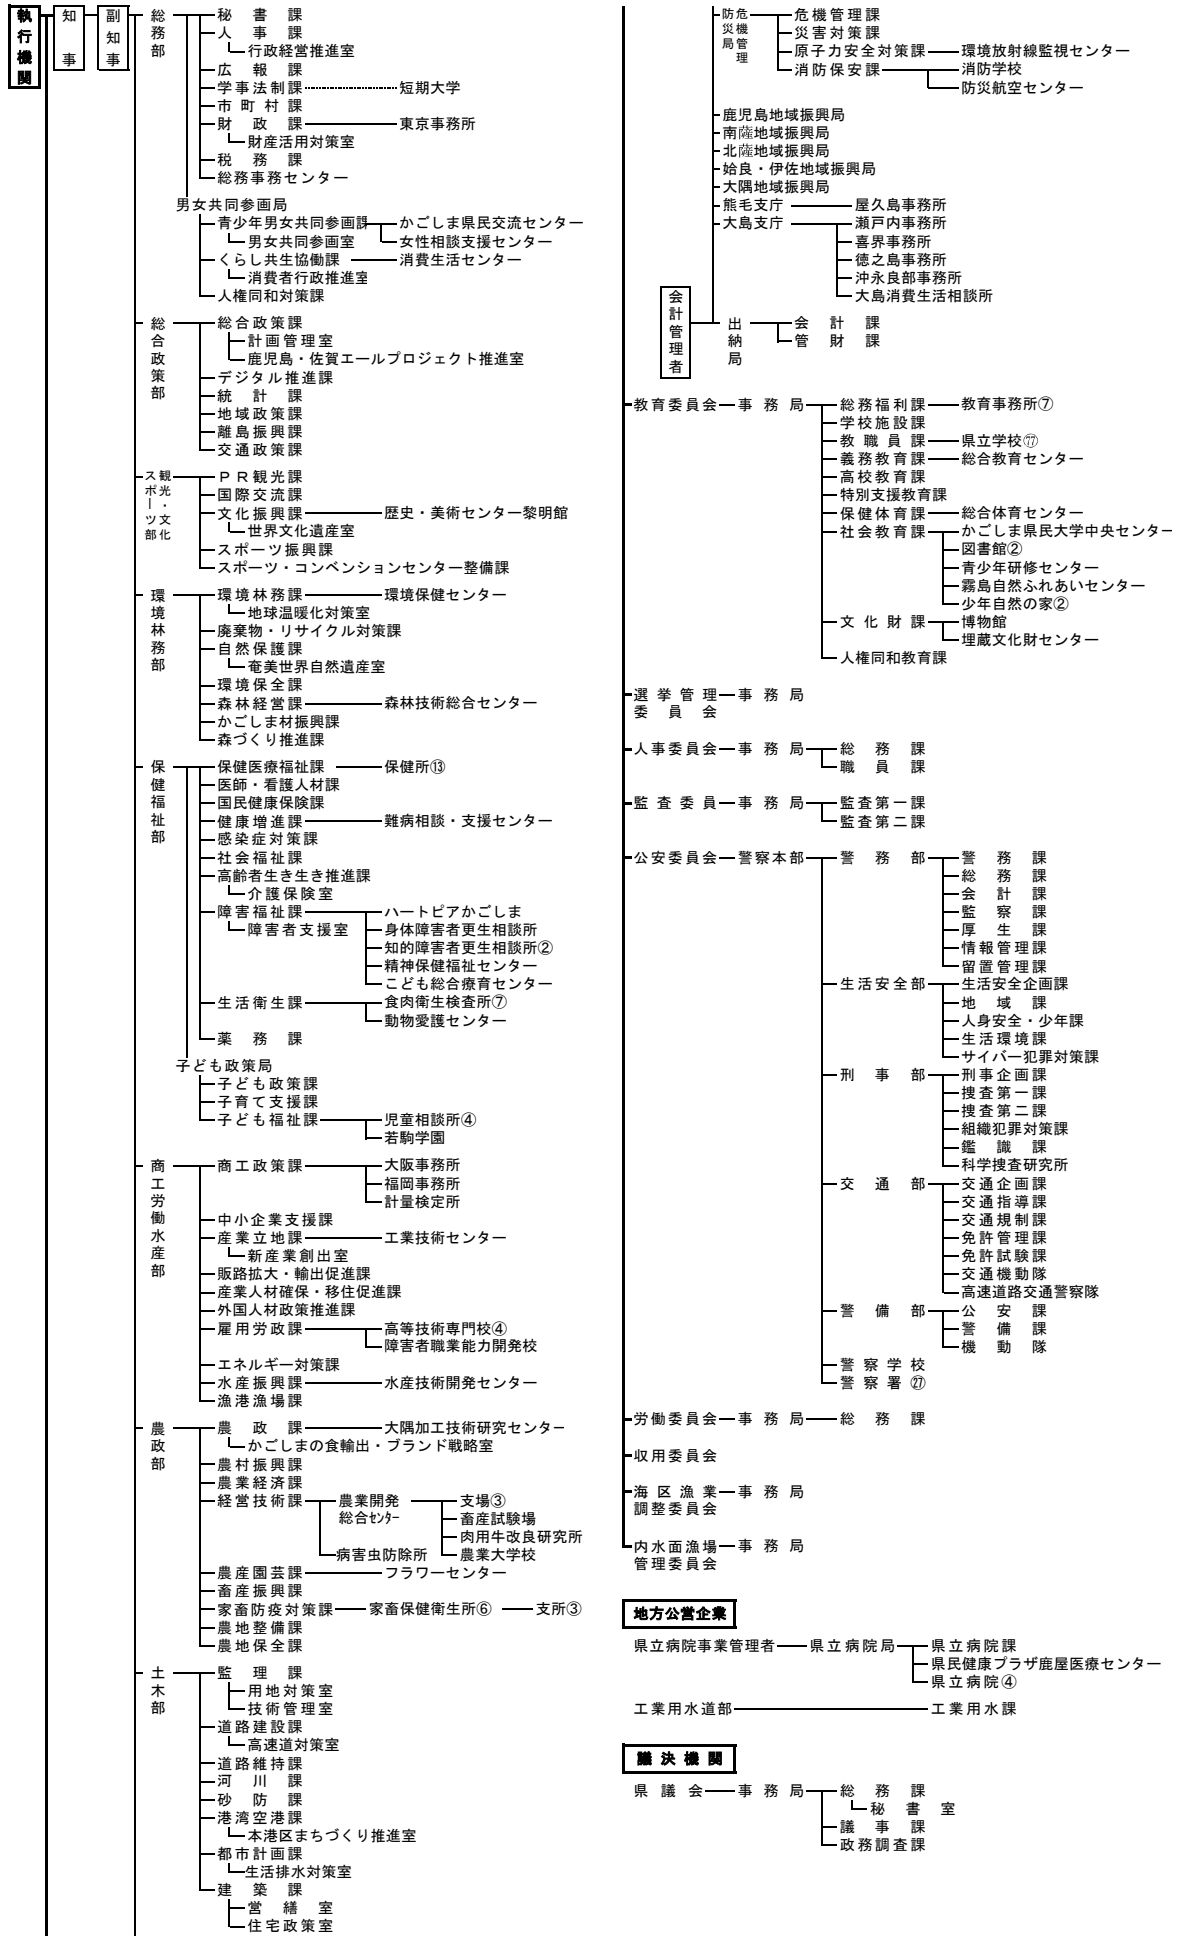 執行機関
知事
副知事
総務部
秘書課
人事課
行政経営推進室
広報課
学事法制課 短期大学
市町村課
財政課 東京事務所
財産活用対策室
税務課
総務事務センター
男女共同参画局
青少年男女共同参画課 かごしま県民交流センター
男女共同参画室 女性相談支援センター
くらし共生協働課 消費生活センター
消費者行政推進室
人権同和対策課
総合政策部
総合政策課
計画管理室
鹿児島・佐賀エールプロジェクト推進室
デジタル推進課
統計課
地域政策課
離島振興課
交通政策課
観光・文化スポーツ部
ＰＲ観光課
国際交流課
文化振興課 歴史・美術センター黎明館
世界文化遺産室
スポーツ振興課
スポーツ・コンベンションセンター整備課
環境林務部
環境林務課 環境保健センター
地球温暖化対策室
廃棄物・リサイクル対策課
自然保護課
奄美世界自然遺産室
環境保全課
森林経営課 森林技術総合センター
かごしま材振興課
森づくり推進課
保健福祉部
保健医療福祉課 保健所⑬
医師・看護人材課
国民健康保険課
健康増進課 難病相談・支援センター
感染症対策課
社会福祉課
高齢者生き生き推進課
介護保険室
障害福祉課 ハートピアかごしま
障害者支援室 身体障害者更生相談所
知的障害者更生相談所②
精神保健福祉センター
こども総合療育センター
生活衛生課 食肉衛生検査所⑦
動物愛護センター
薬務課
子ども政策局
子ども政策課
子育て支援課
子ども福祉課 児童相談所④
若駒学園
商工労働水産部
商工政策課 大阪事務所
福岡事務所
計量検定所
中小企業支援課
産業立地課 工業技術センター
新産業創出室
販路拡大・輸出促進課
産業人材確保・移住促進課
外国人材政策推進課
雇用労政課 高等技術専門校④
障害者職業能力開発校
エネルギー対策課
水産振興課 水産技術開発センター
漁港漁場課
農政部
農政課 大隅加工技術研究センター
かごしまの食輸出・ブランド戦略室
農村振興課
農業経済課
経営技術課 農業開発 支場③
総合ｾﾝﾀｰ 畜産試験場
肉用牛改良研究所
病害虫防除所 農業大学校
農産園芸課 フラワーセンター
畜産振興課
家畜防疫対策課 家畜保健衛生所⑥ 支所③
農地整備課
農地保全課
土木部
監理課
用地対策室
技術管理室
道路建設課
高速道対策室
道路維持課
河川課
砂防課
港湾空港課
本港区まちづくり推進室
都市計画課
生活排水対策室
建築課
営繕室
住宅政策室
危機管理防災局
危機管理課
災害対策課
原子力安全対策課 環境放射線監視センター
消防保安課 消防学校
防災航空センター
鹿児島地域振興局
南薩地域振興局
北薩地域振興局
姶良・伊佐地域振興局
大隅地域振興局
熊毛支庁 屋久島事務所
大島支庁 瀬戸内事務所
喜界事務所
徳之島事務所
沖永良部事務所
大島消費生活相談所
会計管理者
出納局
会計課
管財課
教育委員会 事務局 総務福利課 教育事務所⑦
学校施設課
教職員課 県立学校㊆
義務教育課 総合教育センター
高校教育課
特別支援教育課
保健体育課 総合体育センター
社会教育課 かごしま県民大学中央センター
図書館②
青少年研修センター
霧島自然ふれあいセンター
少年自然の家②
文化財課 博物館
埋蔵文化財センター
人権同和教育課
選挙管理 事務局
委員会
人事委員会 事務局 総務課
職員課
監査委員 事務局 監査第一課
監査第二課
公安委員会 警察本部 警務部 警務課
総務課
会計課
監察課
厚生課
情報管理課
留置管理課
生活安全部 生活安全企画課
地域課
人身安全・少年課
生活環境課
サイバー犯罪対策課
刑事部 刑事企画課
捜査第一課
捜査第二課
組織犯罪対策課
鑑識課
科学捜査研究所
交通部 交通企画課
交通指導課
交通規制課
免許管理課
免許試験課
交通機動隊
高速道路交通警察隊
警備部 公安課
警備課
機動隊
警察学校
警察署㉗
労働委員会 事務局 総務課
収用委員会
海区漁業 事務局
調整委員会
内水面漁場 事務局
管理委員会
地方公営企業
県立病院事業管理者 県立病院局 県立病院課
県民健康プラザ鹿屋医療センター
県立病院④
工業用水道部 工業用水課
議決機関
県議会 事務局 総務課
秘書室
議事課
政務調査課